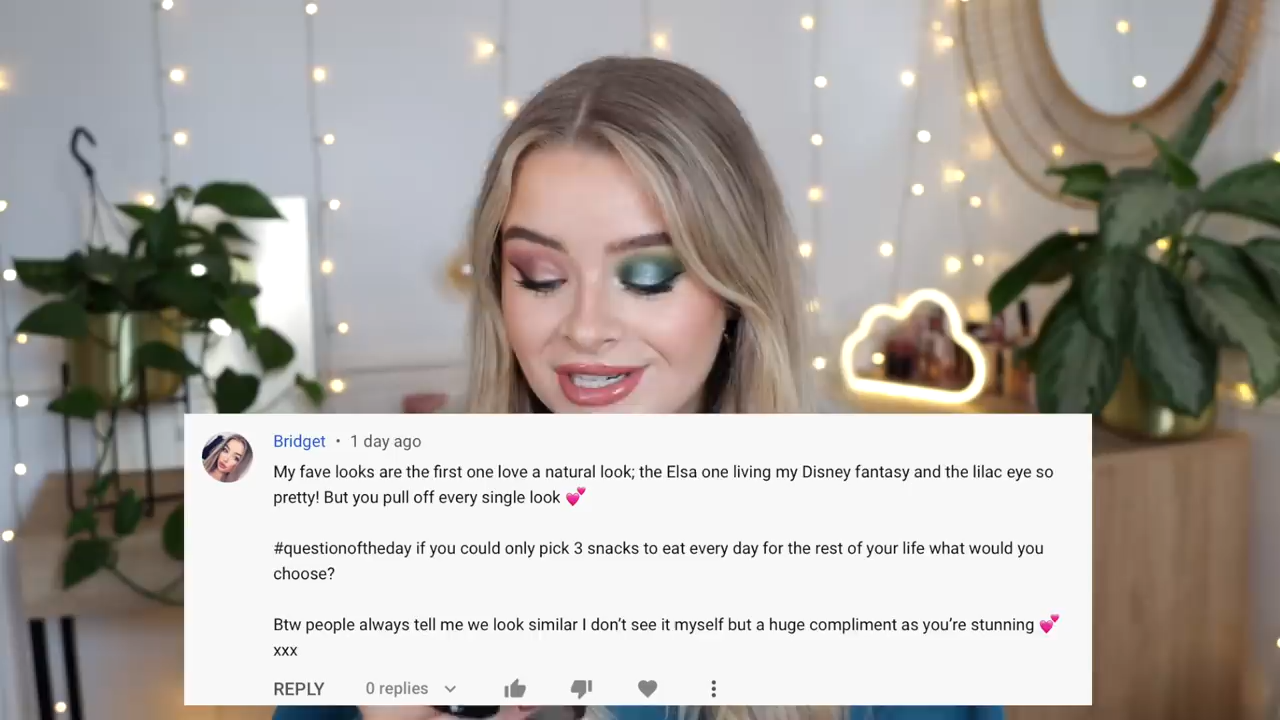 Bridget • 1 day ago
My fave looks are the first one love a natural look; the Elsa one living my Disney fantasy and the lilac eye so
pretty! But you pull off every single look 💕
#questionoftheday if you could only pick 3 snacks to eat every day for the rest of your life what would you
choose?
Btw people always tell me we look similar I don’t see it myself but a huge compliment as you’re stunning 💕
xxx
REPLY 0 replies